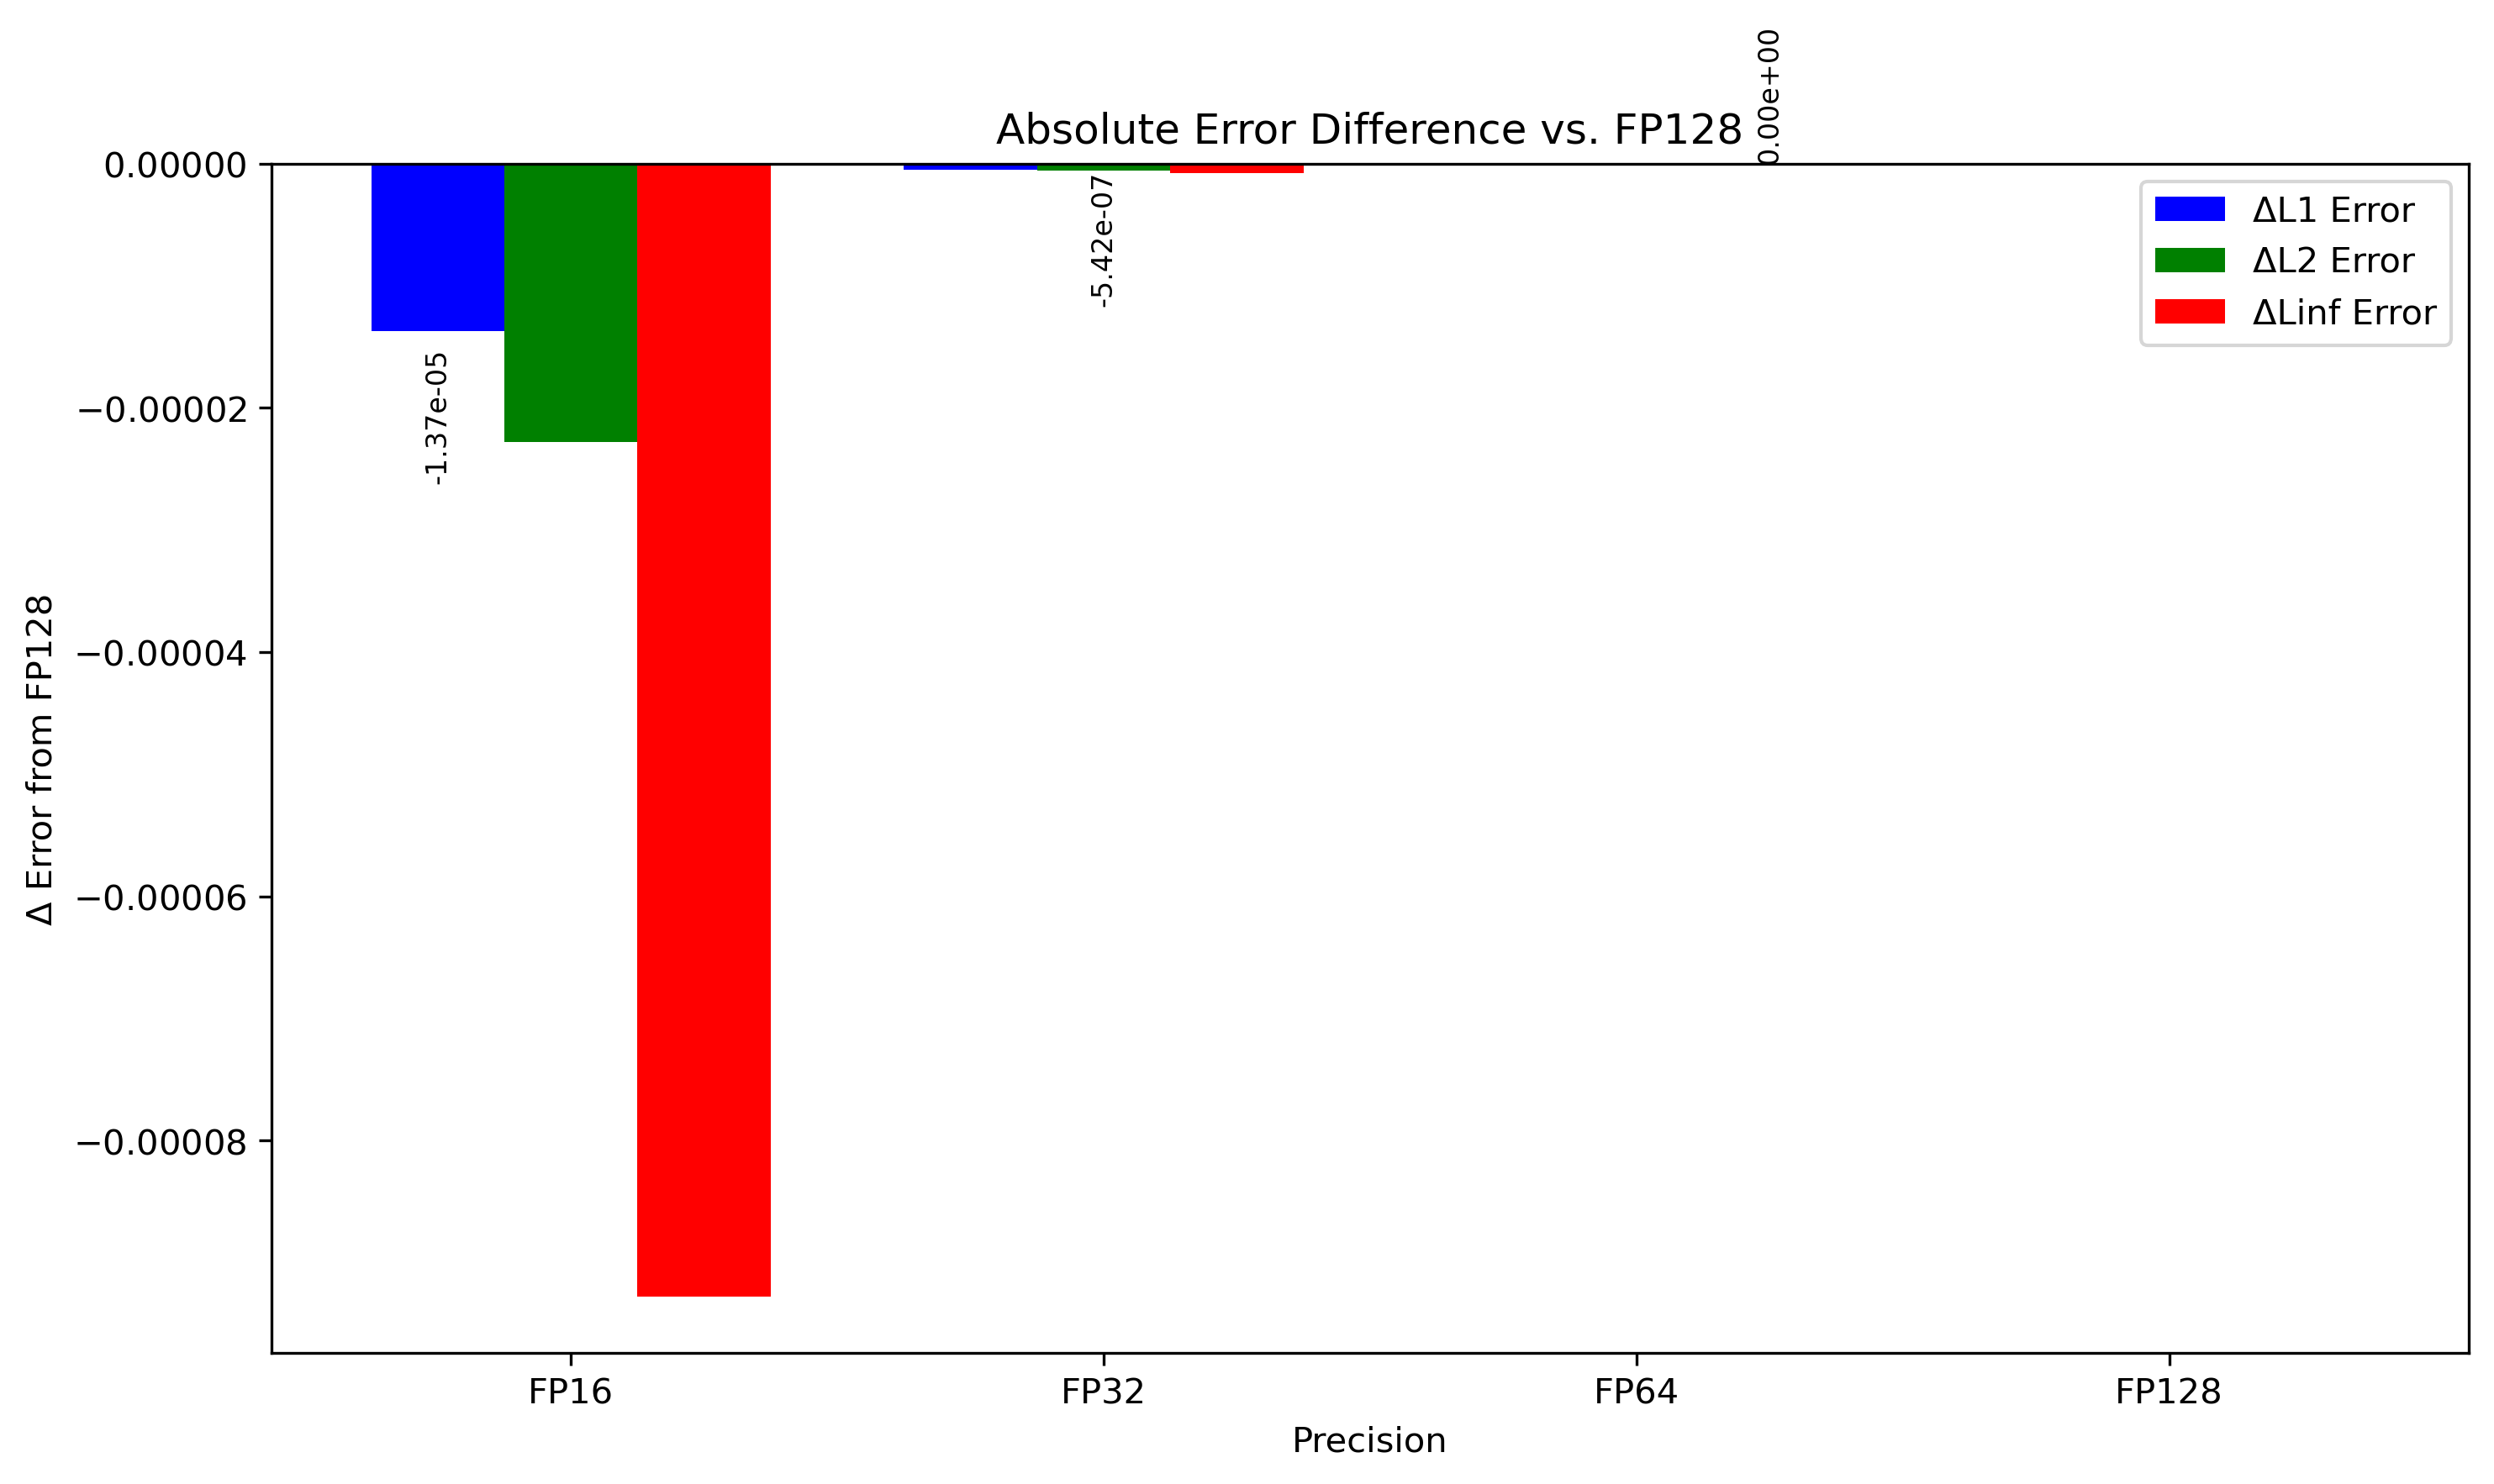 0.00e+00
Absolute Error Difference vs. FP128
0.00000
−0.00002
−0.00004
−0.00006
−0.00008
Δ Error from FP128
-1.37e-05
-5.42e-07
ΔL1 Error
ΔL2 Error
ΔLinf Error
FP16
FP32
FP64
FP128
Precision